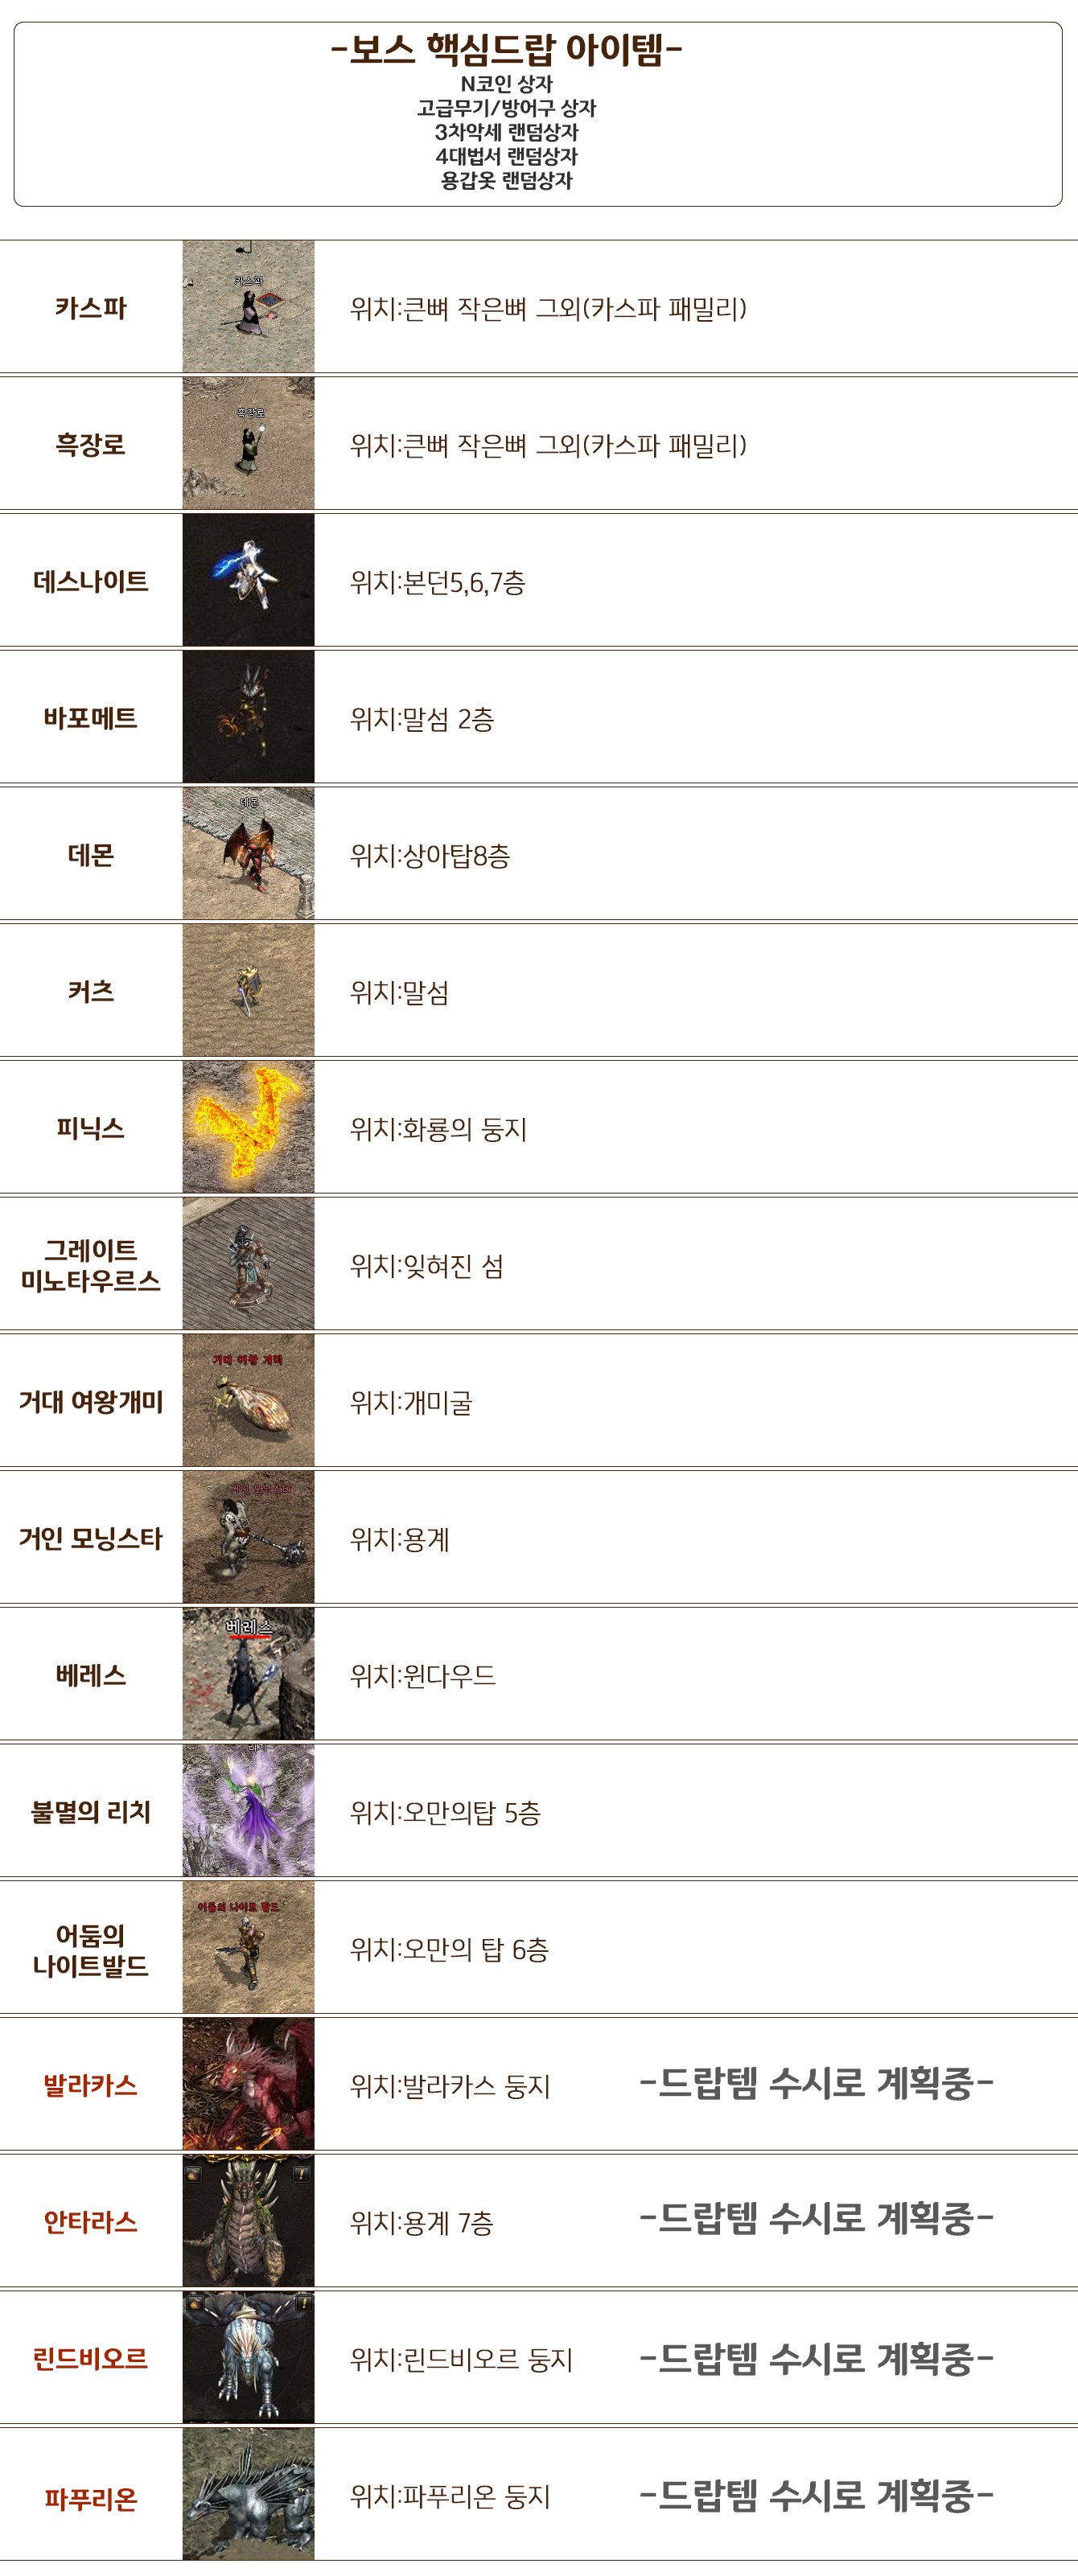 -보스 핵심드랍 아이템-
N코인 상자
고급무기/방어구 상자
3차악세 랜덤상자
4대법서 랜덤상자
용갑옷 랜덤상자
카스파
카스파
위치:큰뼈 작은뼈 그외(카스파 패밀리)
흑장로
흑장로
위치:큰뼈 작은뼈 그외(카스파 패밀리)
데스나이트
위치:본던5,6,7층
바포메트
위치:말섬 2층
데몬
데몬
위치:상아탑8층
커츠
위치:말섬
피닉스
위치:화룡의 둥지
그레이트
미노타우르스
위치:잊혀진 섬
거대 여왕개미
거대 여왕 개미
위치:개미굴
거인 모닝스타
거인 모닝스타
위치:용계
베레스
베레스
위치:윈다우드
불멸의 리치
리치
위치:오만의탑 5층
어둠의
나이트발드
어둠의 나이트 발드
위치:오만의 탑 6층
발라카스
위치:발라카스 둥지
-드랍템 수시로 계획중-
안타라스
위치:용계 7층
-드랍템 수시로 계획중-
린드비오르
위치:린드비오르 둥지
-드랍템 수시로 계획중-
파푸리온
위치:파푸리온 둥지
-드랍템 수시로 계획중-